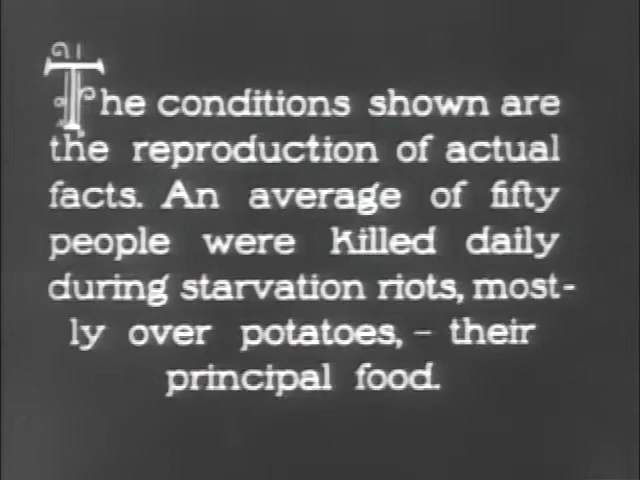 The conditions shown are
the reproduction of actual
facts. An average of fifty
people were killed daily
during starvation riots, most-
ly over potatoes, – their
principal food.